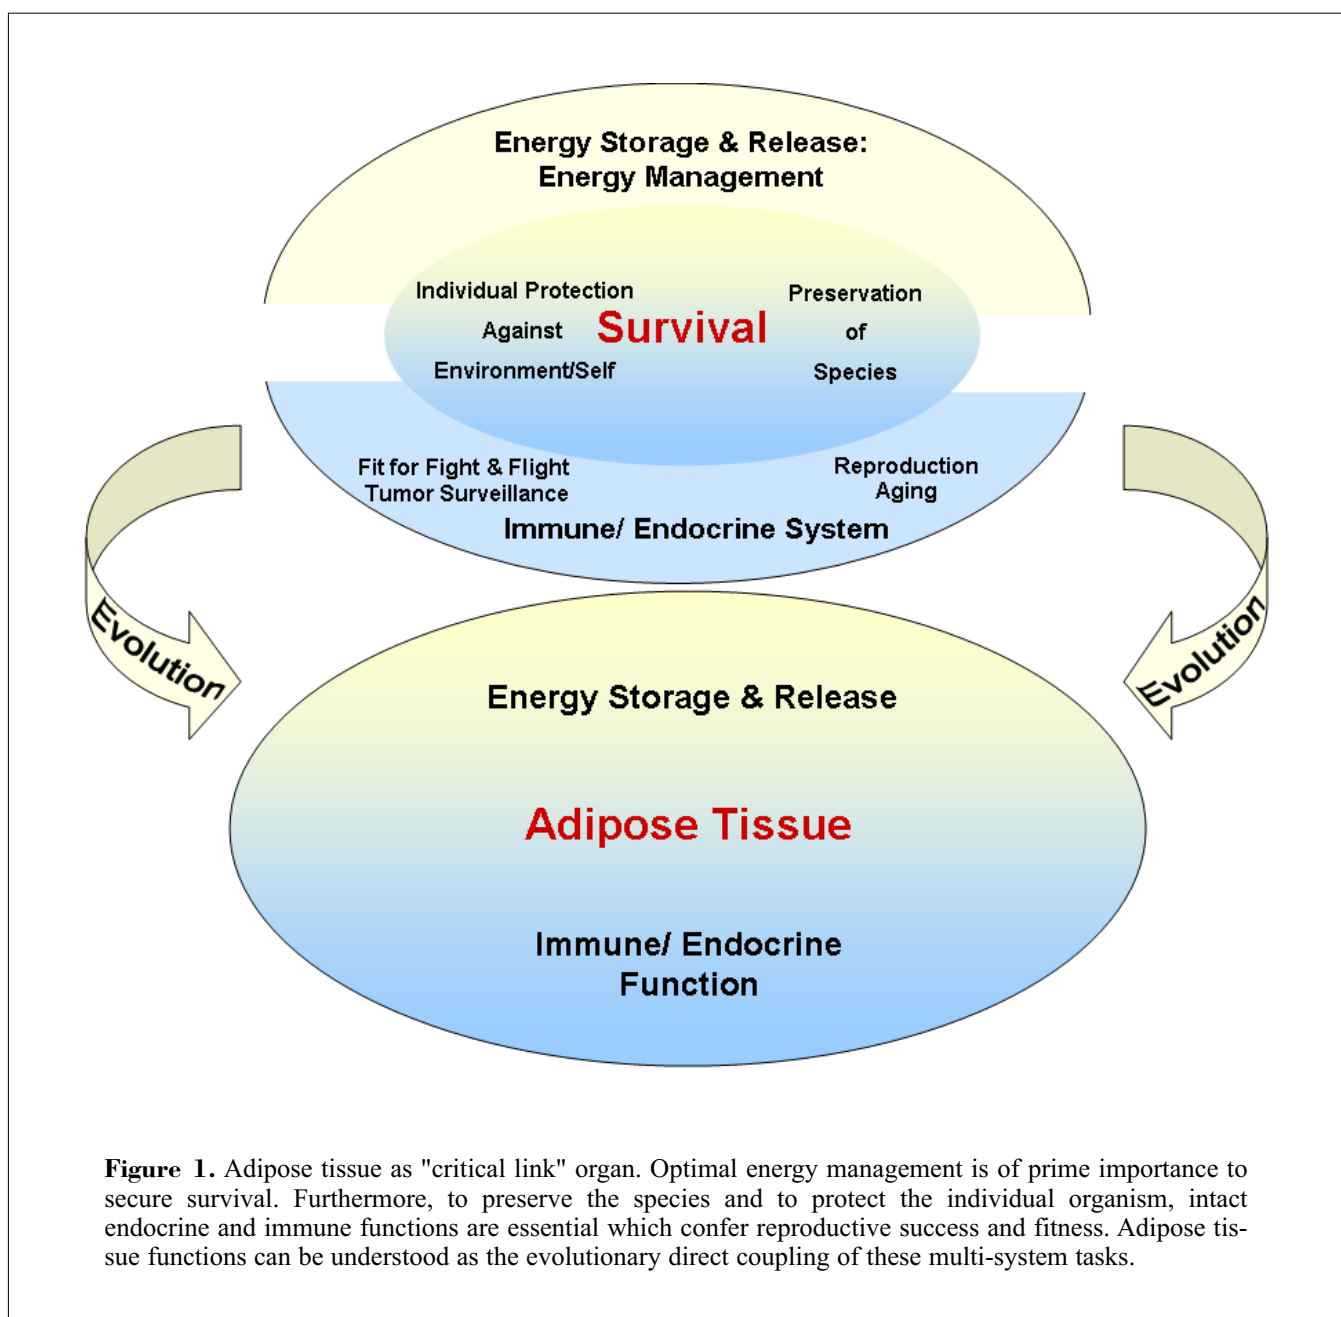 Energy Storage & Release:
Energy Management
Individual Protection
Against
Environment/Self
Survival
Preservation
of
Species
Fit for Fight & Flight
Tumor Surveillance
Reproduction
Aging
Immune/ Endocrine System
Evolution
Evolution
Energy Storage & Release
Adipose Tissue
Immune/ Endocrine
Function
Figure 1. Adipose tissue as "critical link" organ. Optimal energy management is of prime importance to
secure survival. Furthermore, to preserve the species and to protect the individual organism, intact
endocrine and immune functions are essential which confer reproductive success and fitness. Adipose tis-
sue functions can be understood as the evolutionary direct coupling of these multi-system tasks.